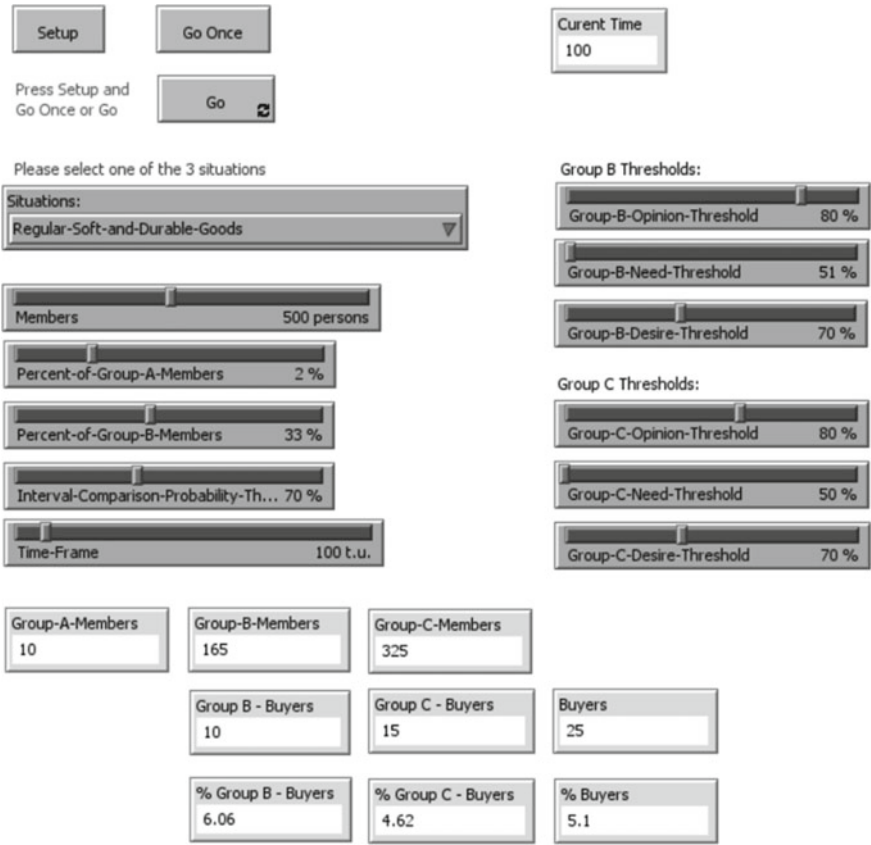 Setup
Go Once
Curent Time
100
Press Setup and
Go Once or Go
Go
Please select one of the 3 situations
Situations:
Regular-Soft-and-Durable-Goods
Members 500 persons
Percent-of-Group-A-Members 2 %
Percent-of-Group-B-Members 33 %
Interval-Comparison-Probability-Th... 70 %
Time-Frame 100 t.u.
Group B Thresholds:
Group-B-Opinion-Threshold 80 %
Group-B-Need-Threshold 51 %
Group-B-Desire-Threshold 70 %
Group C Thresholds:
Group-C-Opinion-Threshold 80 %
Group-C-Need-Threshold 50 %
Group-C-Desire-Threshold 70 %
Group-A-Members
10
Group-B-Members
165
Group-C-Members
325
Group B - Buyers
10
Group C - Buyers
15
Buyers
25
% Group B - Buyers
6.06
% Group C - Buyers
4.62
% Buyers
5.1